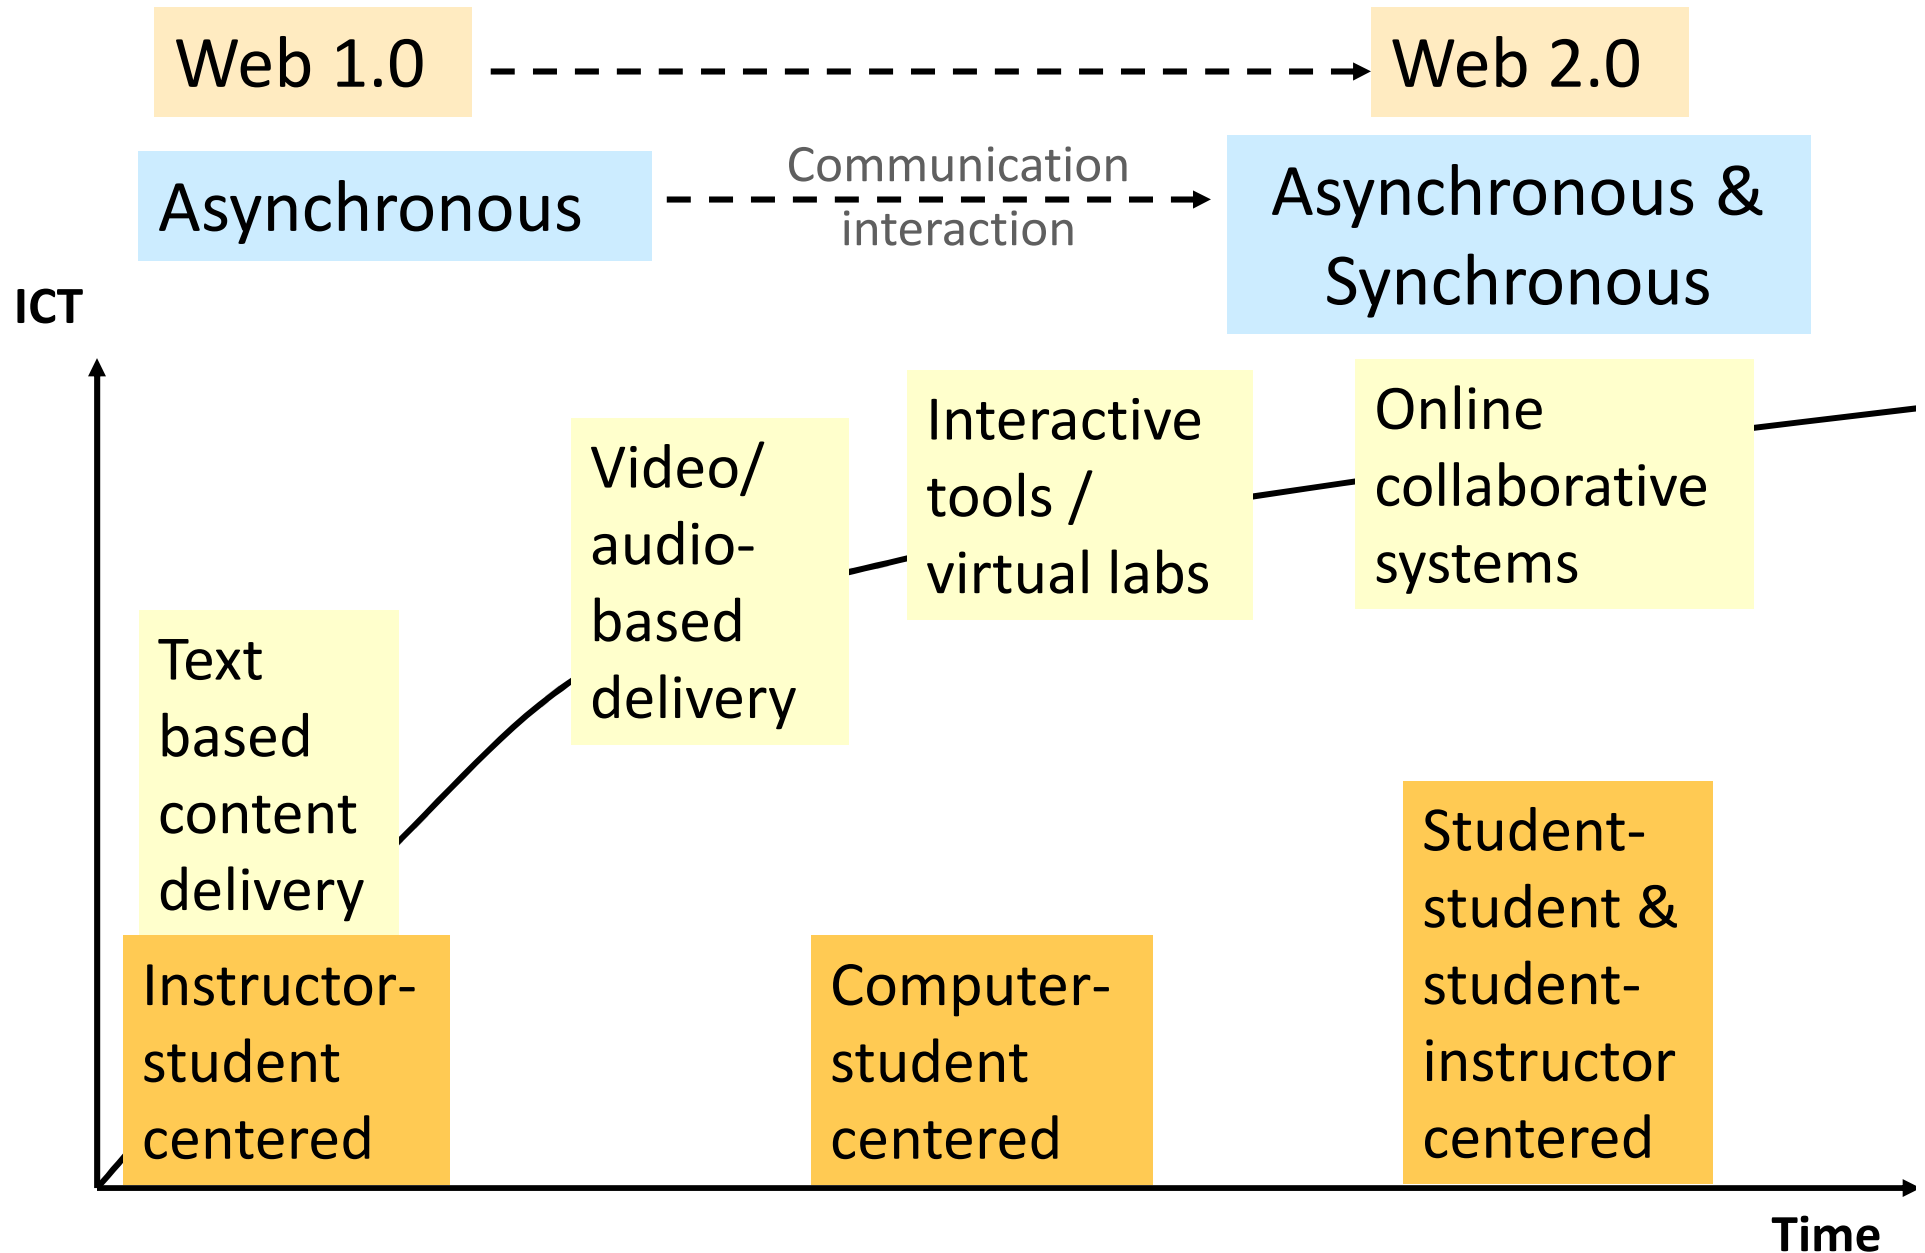 Web 1.0
Web 2.0
Asynchronous
Communication
interaction
Asynchronous &
Synchronous
ICT
Text
based
content
delivery
Video/
audio-
based
delivery
Interactive
tools /
virtual labs
Online
collaborative
systems
Instructor-
student
centered
Computer-
student
centered
Student-
student &
student-
instructor
centered
Time